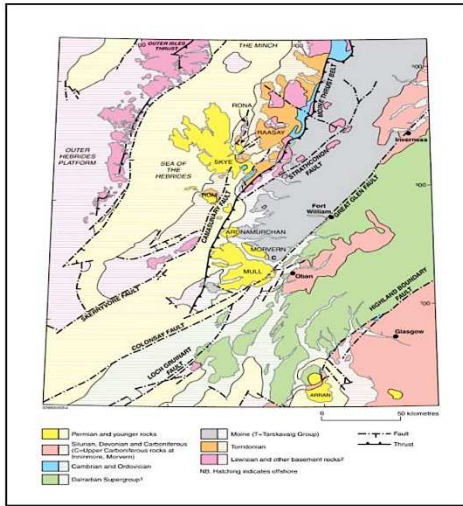 OUTER ISLES
THRUST
THE MINCH
MOINE THRUST BELT
RONA
RAASAY
Inverness
OUTER
HEBRIDES
PLATFORM
SEA OF
THE HEBRIDES
SKYE
STRATHCONON
FAULT
RUM
CAMASUNARY FAULT
Fort
William
GREAT GLEN FAULT
ARDNAMURCHAN
MORVERN
C
MULL
Oban
SKERRYVORE FAULT
HIGHLAND BOUNDARY
FAULT
COLONSAY FAULT
LOCH GRUINART
FAULT
Glasgow
ARRAN
0 50 kilometres
Permian and younger rocks
Silurian, Devonian and Carboniferous
(C=Upper Carboniferous rocks at
Inninmore, Morvern)
Cambrian and Ordovician
Dalradian Supergroup¹
Moine (T=Tarskavaig Group)
Torridonian
Lewisian and other basement rocks²
NB. Hatching indicates offshore
Fault
Thrust